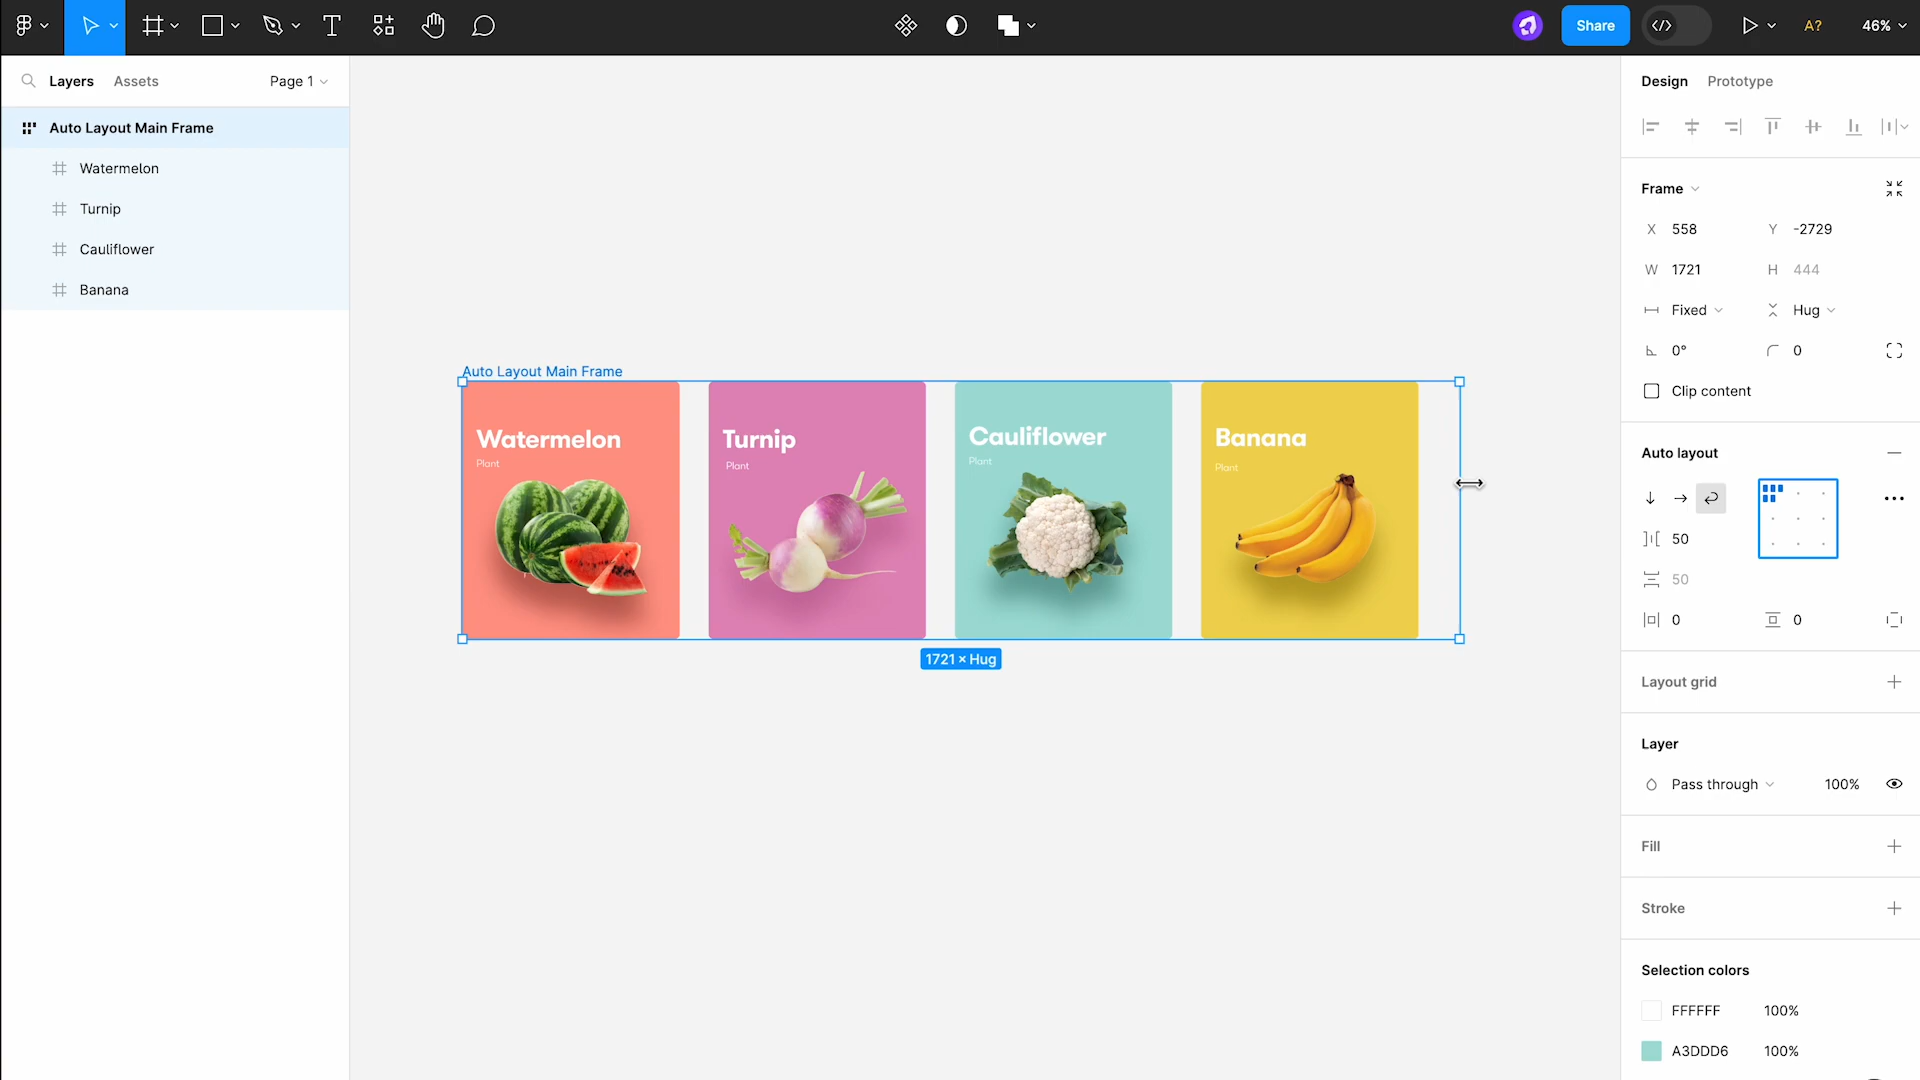 Share
A?
46%
Layers Assets Page 1
Auto Layout Main Frame
Watermelon
Turnip
Cauliflower
Banana
Auto Layout Main Frame
Watermelon
Plant
Turnip
Plant
Cauliflower
Plant
Banana
Plant
1721 × Hug
Design Prototype
Frame
X 558 Y -2729
W 1721 H 444
Fixed Hug
0° 0
Clip content
Auto layout
50
50
0 0
Layout grid
Layer
Pass through 100%
Fill
Stroke
Selection colors
FFFFFF 100%
A3DDD6 100%